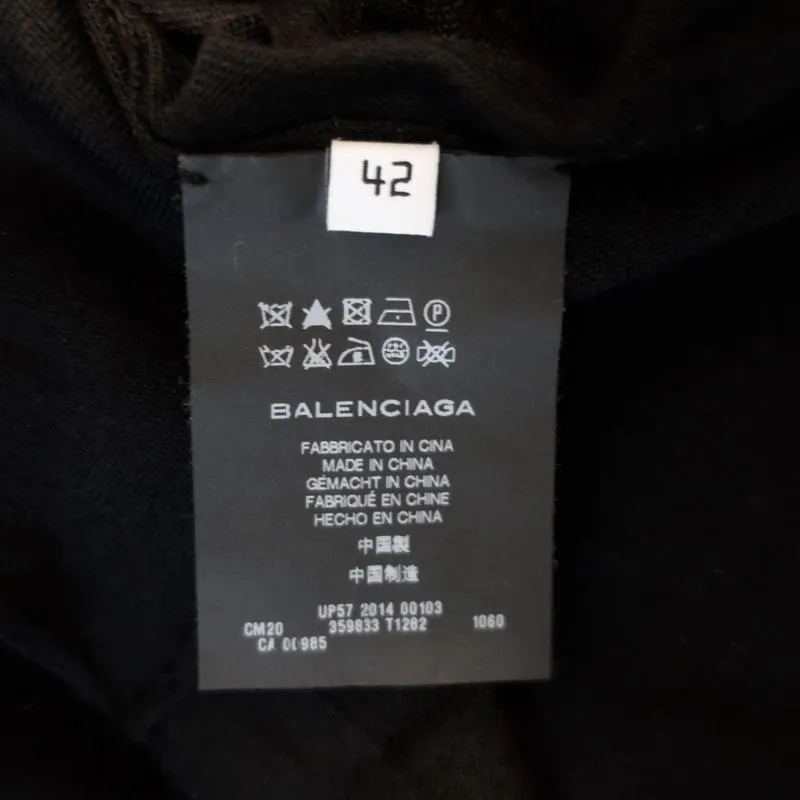 42
P
BALENCIAGA
FABBRICATO IN CINA
MADE IN CHINA
GEMACHT IN CHINA
FABRIQUÉ EN CHINE
HECHO EN CHINA
中国製
中国制造
UP57 2014 00103
CM20 359833 T1282 1060
CA